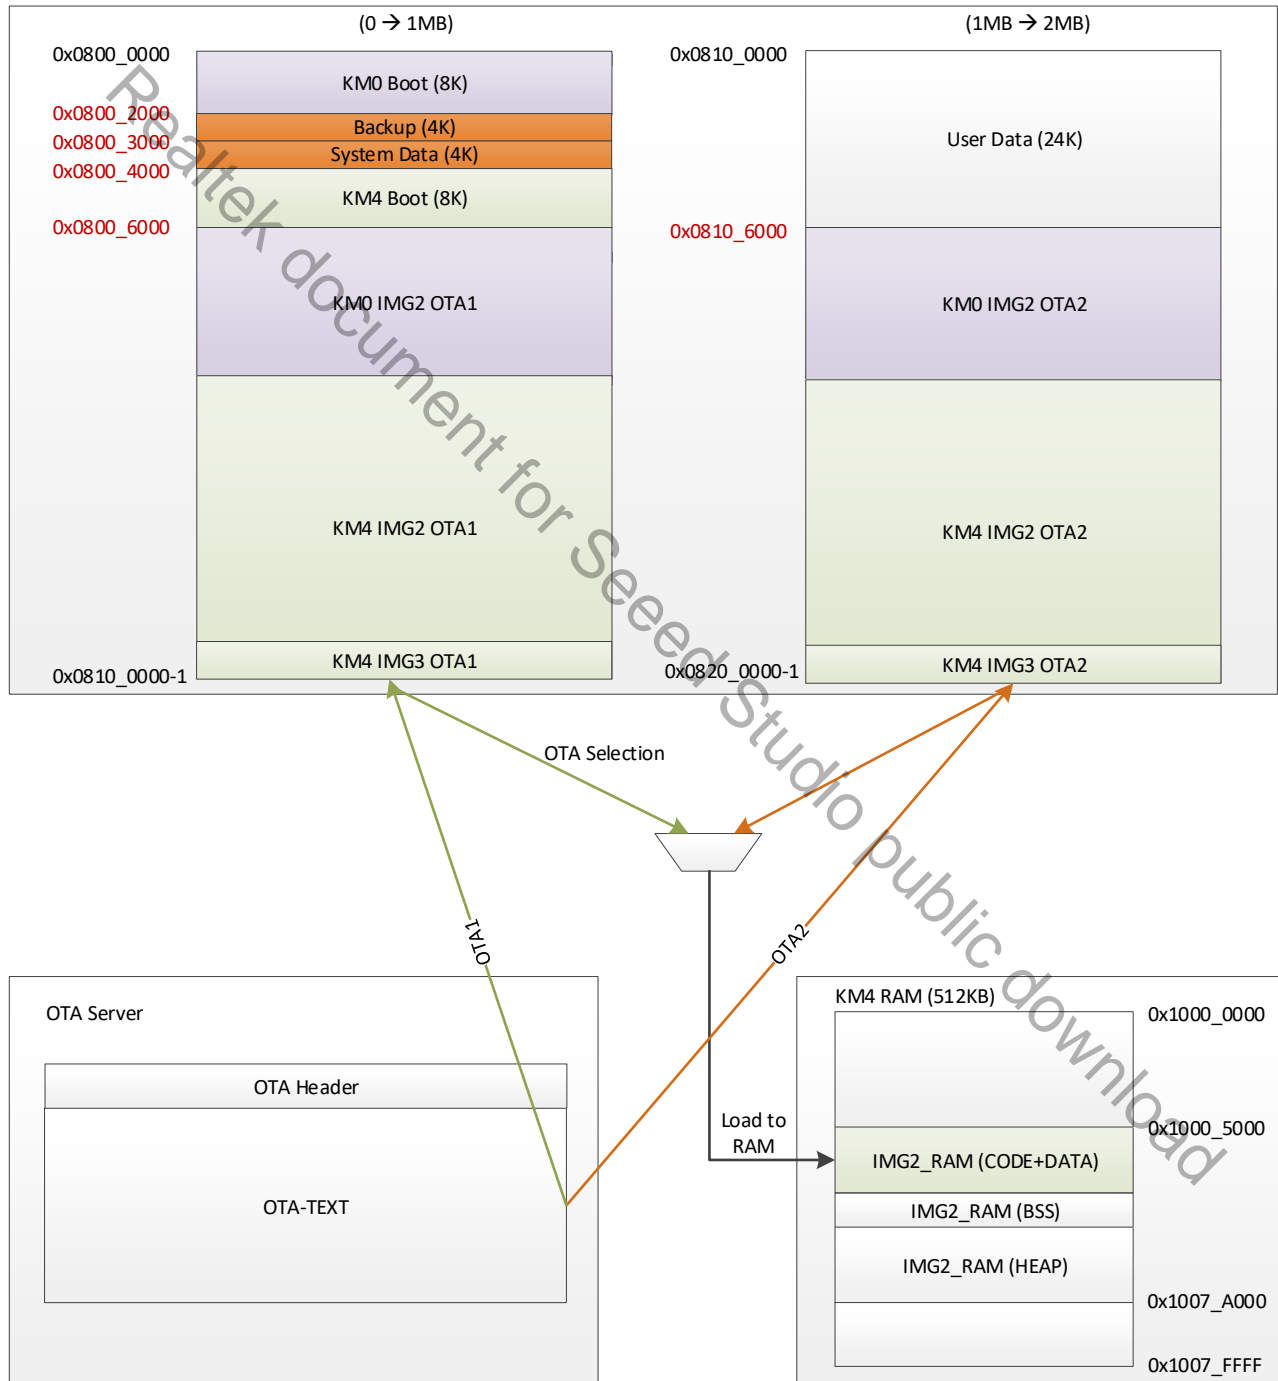 (0 → 1MB)
0x0800_0000
KM0 Boot (8K)
0x0800_2000
Backup (4K)
0x0800_3000
System Data (4K)
0x0800_4000
KM4 Boot (8K)
0x0800_6000
KM0 IMG2 OTA1
KM4 IMG2 OTA1
KM4 IMG3 OTA1
0x0810_0000-1
(1MB → 2MB)
0x0810_0000
User Data (24K)
0x0810_6000
KM0 IMG2 OTA2
KM4 IMG2 OTA2
KM4 IMG3 OTA2
0x0820_0000-1
OTA Selection
OTA1
OTA2
OTA Server
OTA Header
OTA-TEXT
Load to
RAM
KM4 RAM (512KB)
0x1000_0000
0x1000_5000
IMG2_RAM (CODE+DATA)
IMG2_RAM (BSS)
IMG2_RAM (HEAP)
0x1007_A000
0x1007_FFFF
Realtek document for Seeed Studio public download